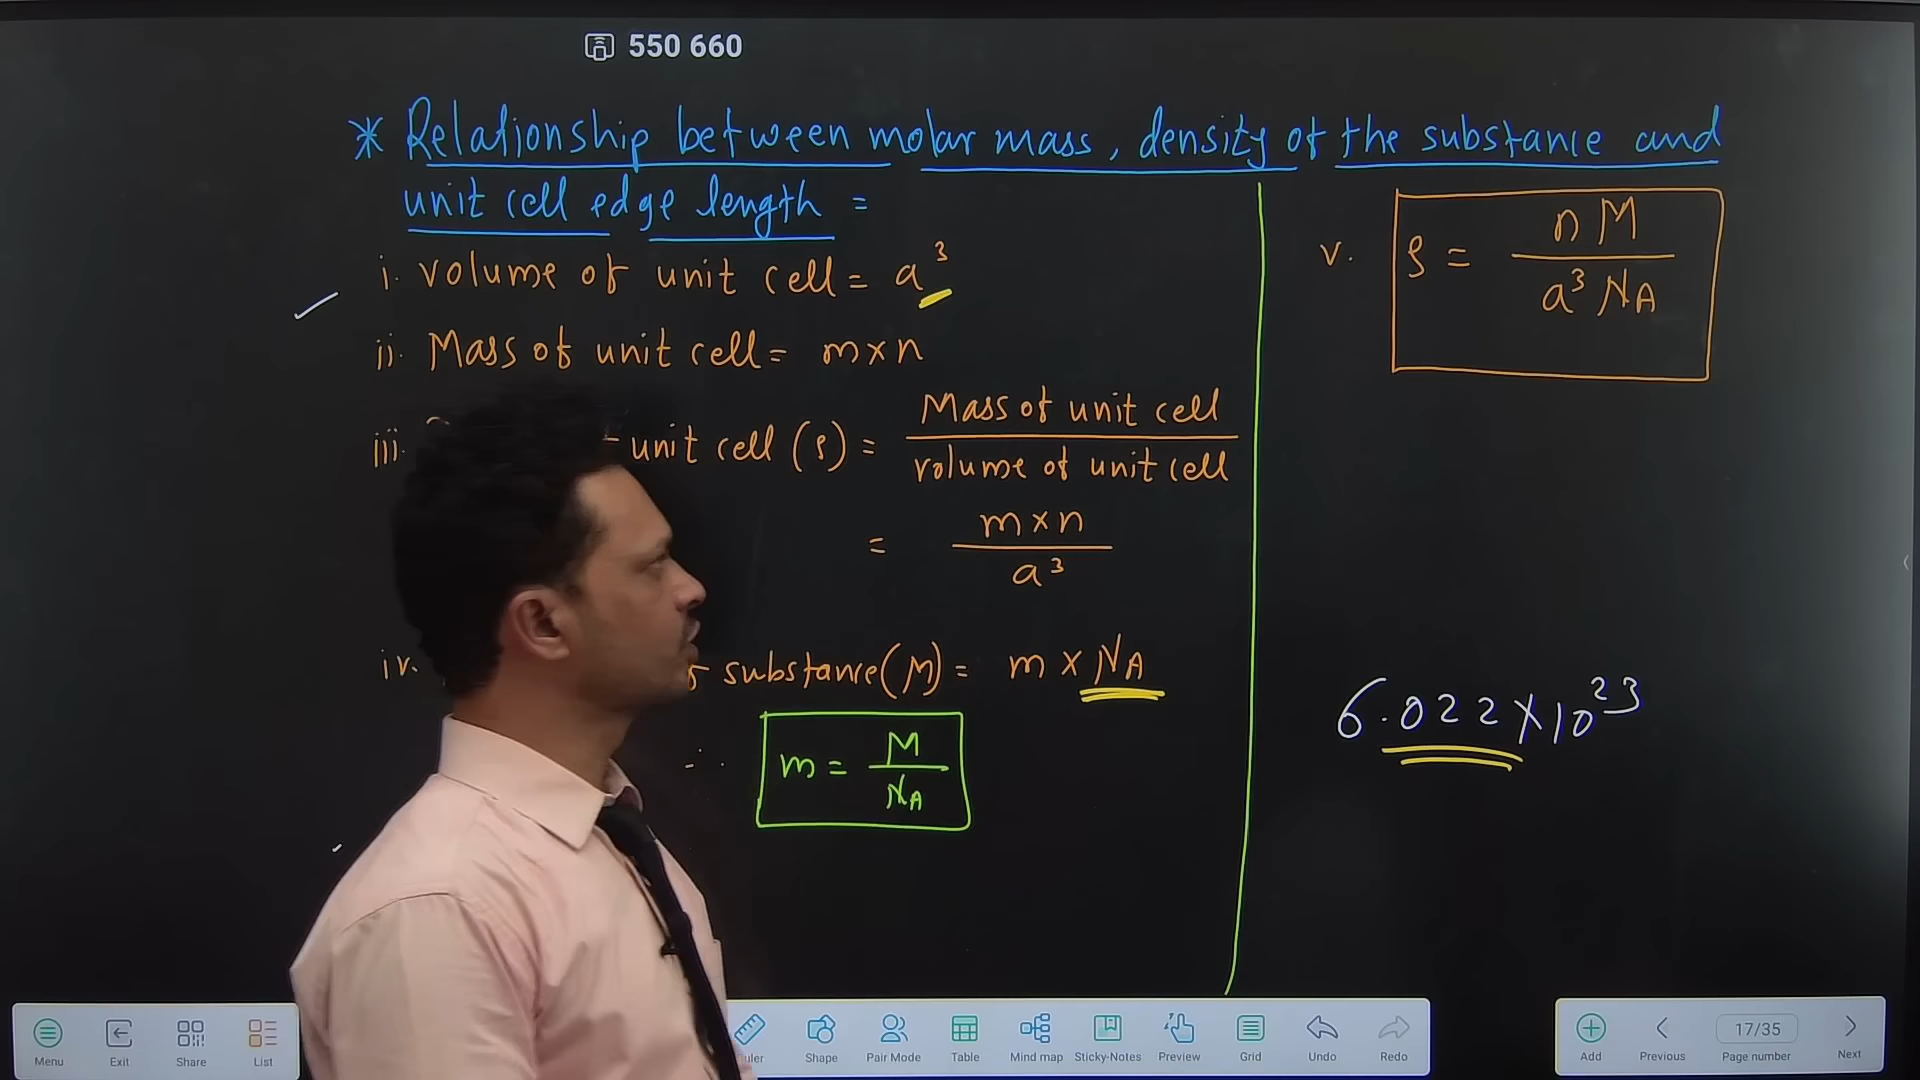 550 660
* Relationship between molar mass, density of the substance and
unit cell edge length =
i. volume of unit cell = a³
ii. Mass of unit cell = m×n
iii. unit cell (ρ) = Mass of unit cell / volume of unit cell
= m×n / a³
iv. substance(M) = m × NA
∴ m = M / NA
v. ρ = nM / a³ NA
6.022×10²³
Menu Exit Share List Shape Pair Mode Table Mind map Sticky-Notes Preview Grid Undo Redo Add Previous 17/35 Page number Next